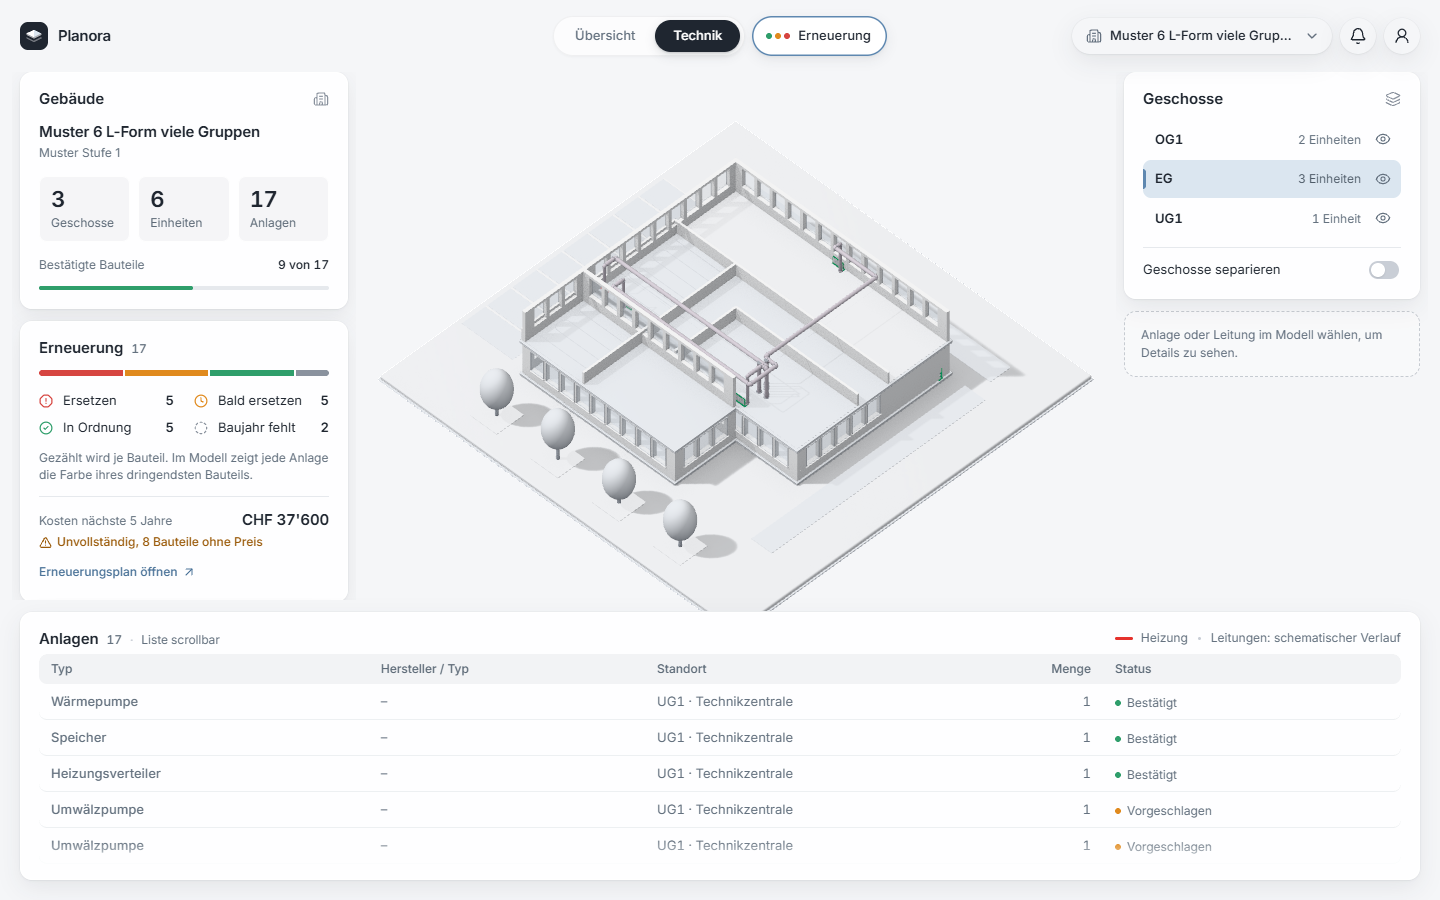 Planora
Übersicht
Technik
Erneuerung
Muster 6 L-Form viele Grup...
Gebäude
Muster 6 L-Form viele Gruppen
Muster Stufe 1
3
Geschosse
6
Einheiten
17
Anlagen
Bestätigte Bauteile 9 von 17
Erneuerung 17
Ersetzen 5
Bald ersetzen 5
In Ordnung 5
Baujahr fehlt 2
Gezählt wird je Bauteil. Im Modell zeigt jede Anlage
die Farbe ihres dringendsten Bauteils.
Kosten nächste 5 Jahre CHF 37'600
Unvollständig, 8 Bauteile ohne Preis
Erneuerungsplan öffnen
Geschosse
OG1 2 Einheiten
EG 3 Einheiten
UG1 1 Einheit
Geschosse separieren
Anlage oder Leitung im Modell wählen, um
Details zu sehen.
Anlagen 17 · Liste scrollbar
Heizung · Leitungen: schematischer Verlauf
Typ Hersteller / Typ Standort Menge Status
Wärmepumpe – UG1 · Technikzentrale 1 Bestätigt
Speicher – UG1 · Technikzentrale 1 Bestätigt
Heizungsverteiler – UG1 · Technikzentrale 1 Bestätigt
Umwälzpumpe – UG1 · Technikzentrale 1 Vorgeschlagen
Umwälzpumpe – UG1 · Technikzentrale 1 Vorgeschlagen